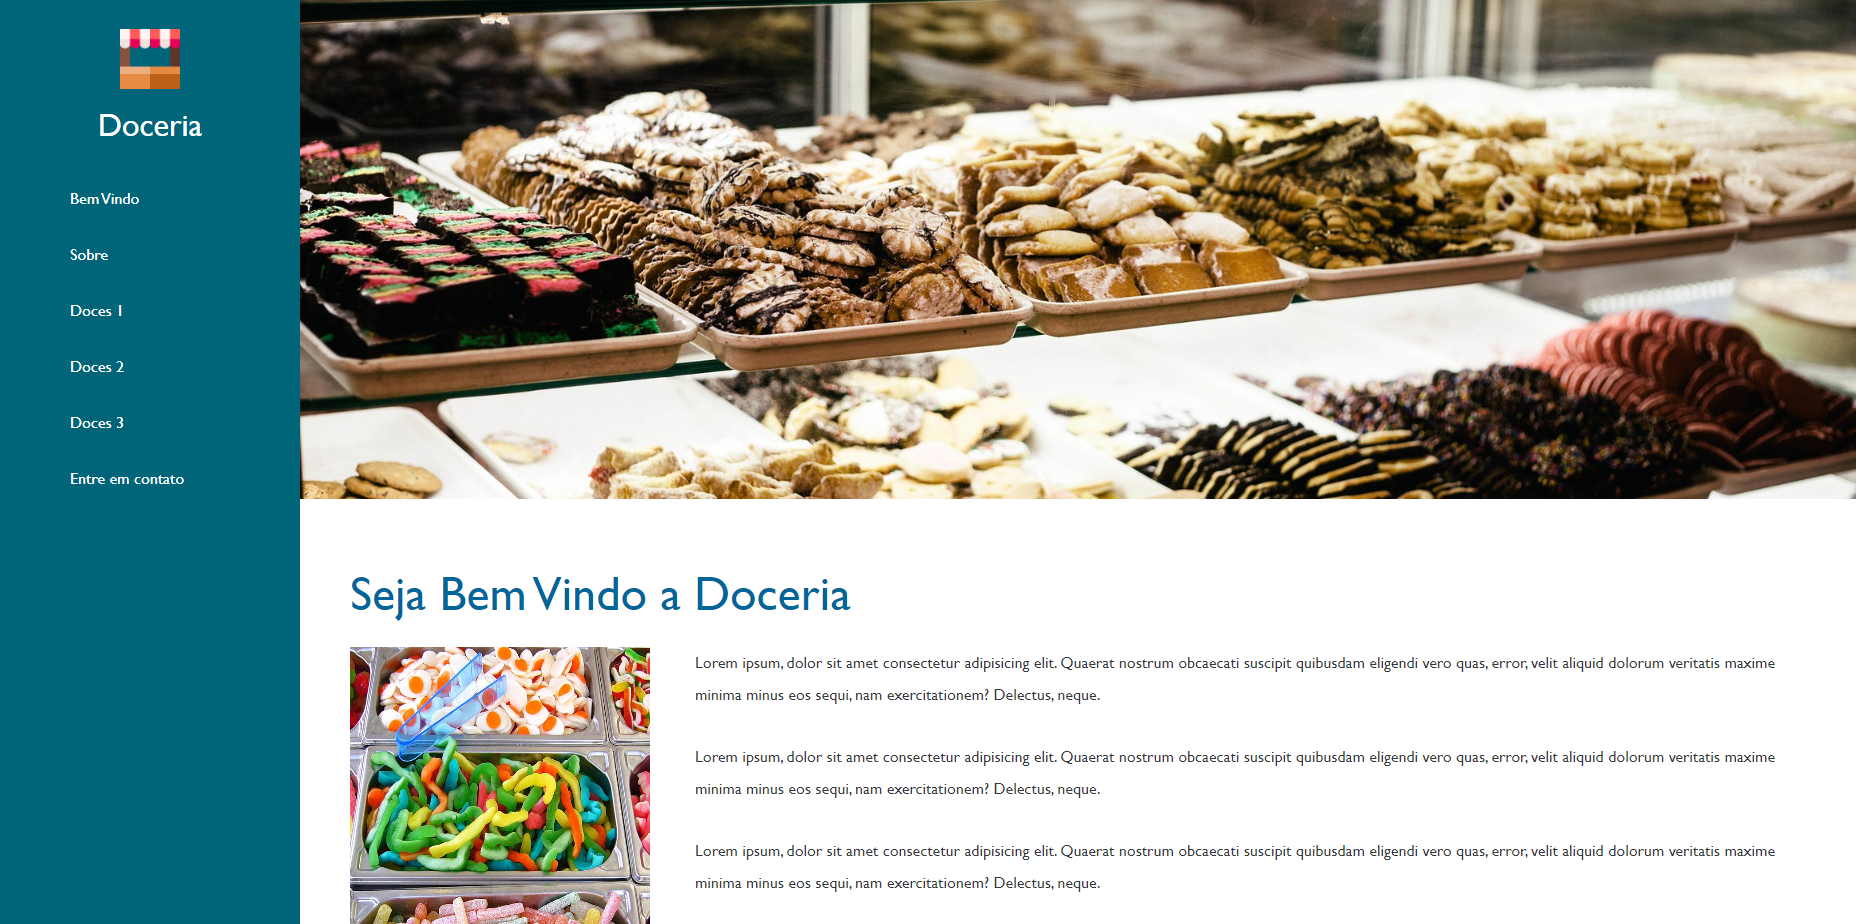 Doceria
Bem Vindo
Sobre
Doces 1
Doces 2
Doces 3
Entre em contato
Seja Bem Vindo a Doceria
Lorem ipsum, dolor sit amet consectetur adipisicing elit. Quaerat nostrum obcaecati suscipit quibusdam eligendi vero quas, error, velit aliquid dolorum veritatis maxime
minima minus eos sequi, nam exercitationem? Delectus, neque.
Lorem ipsum, dolor sit amet consectetur adipisicing elit. Quaerat nostrum obcaecati suscipit quibusdam eligendi vero quas, error, velit aliquid dolorum veritatis maxime
minima minus eos sequi, nam exercitationem? Delectus, neque.
Lorem ipsum, dolor sit amet consectetur adipisicing elit. Quaerat nostrum obcaecati suscipit quibusdam eligendi vero quas, error, velit aliquid dolorum veritatis maxime
minima minus eos sequi, nam exercitationem? Delectus, neque.